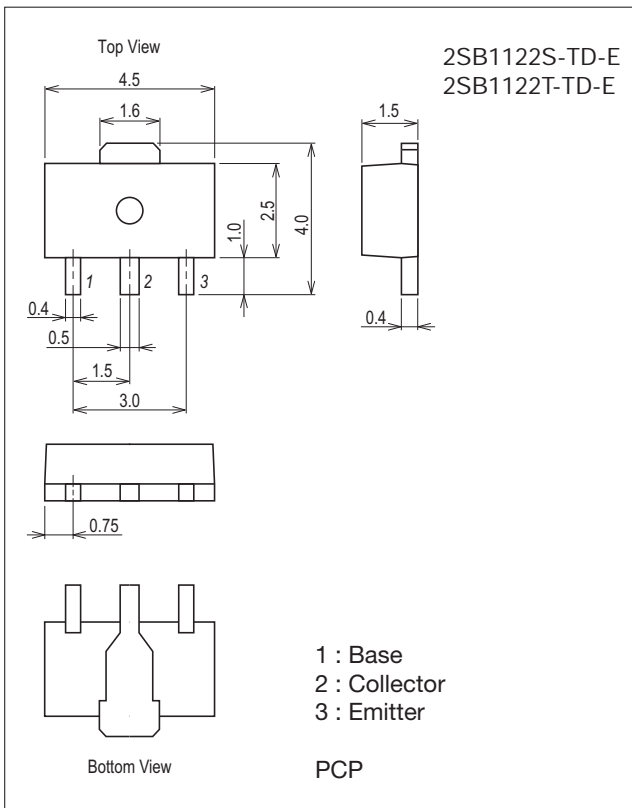 Top View
2SB1122S-TD-E
2SB1122T-TD-E
4.5
1.6
1.5
2.5
4.0
1.0
1
2
3
0.4
0.5
0.4
1.5
3.0
0.75
1 : Base
2 : Collector
3 : Emitter
Bottom View
PCP